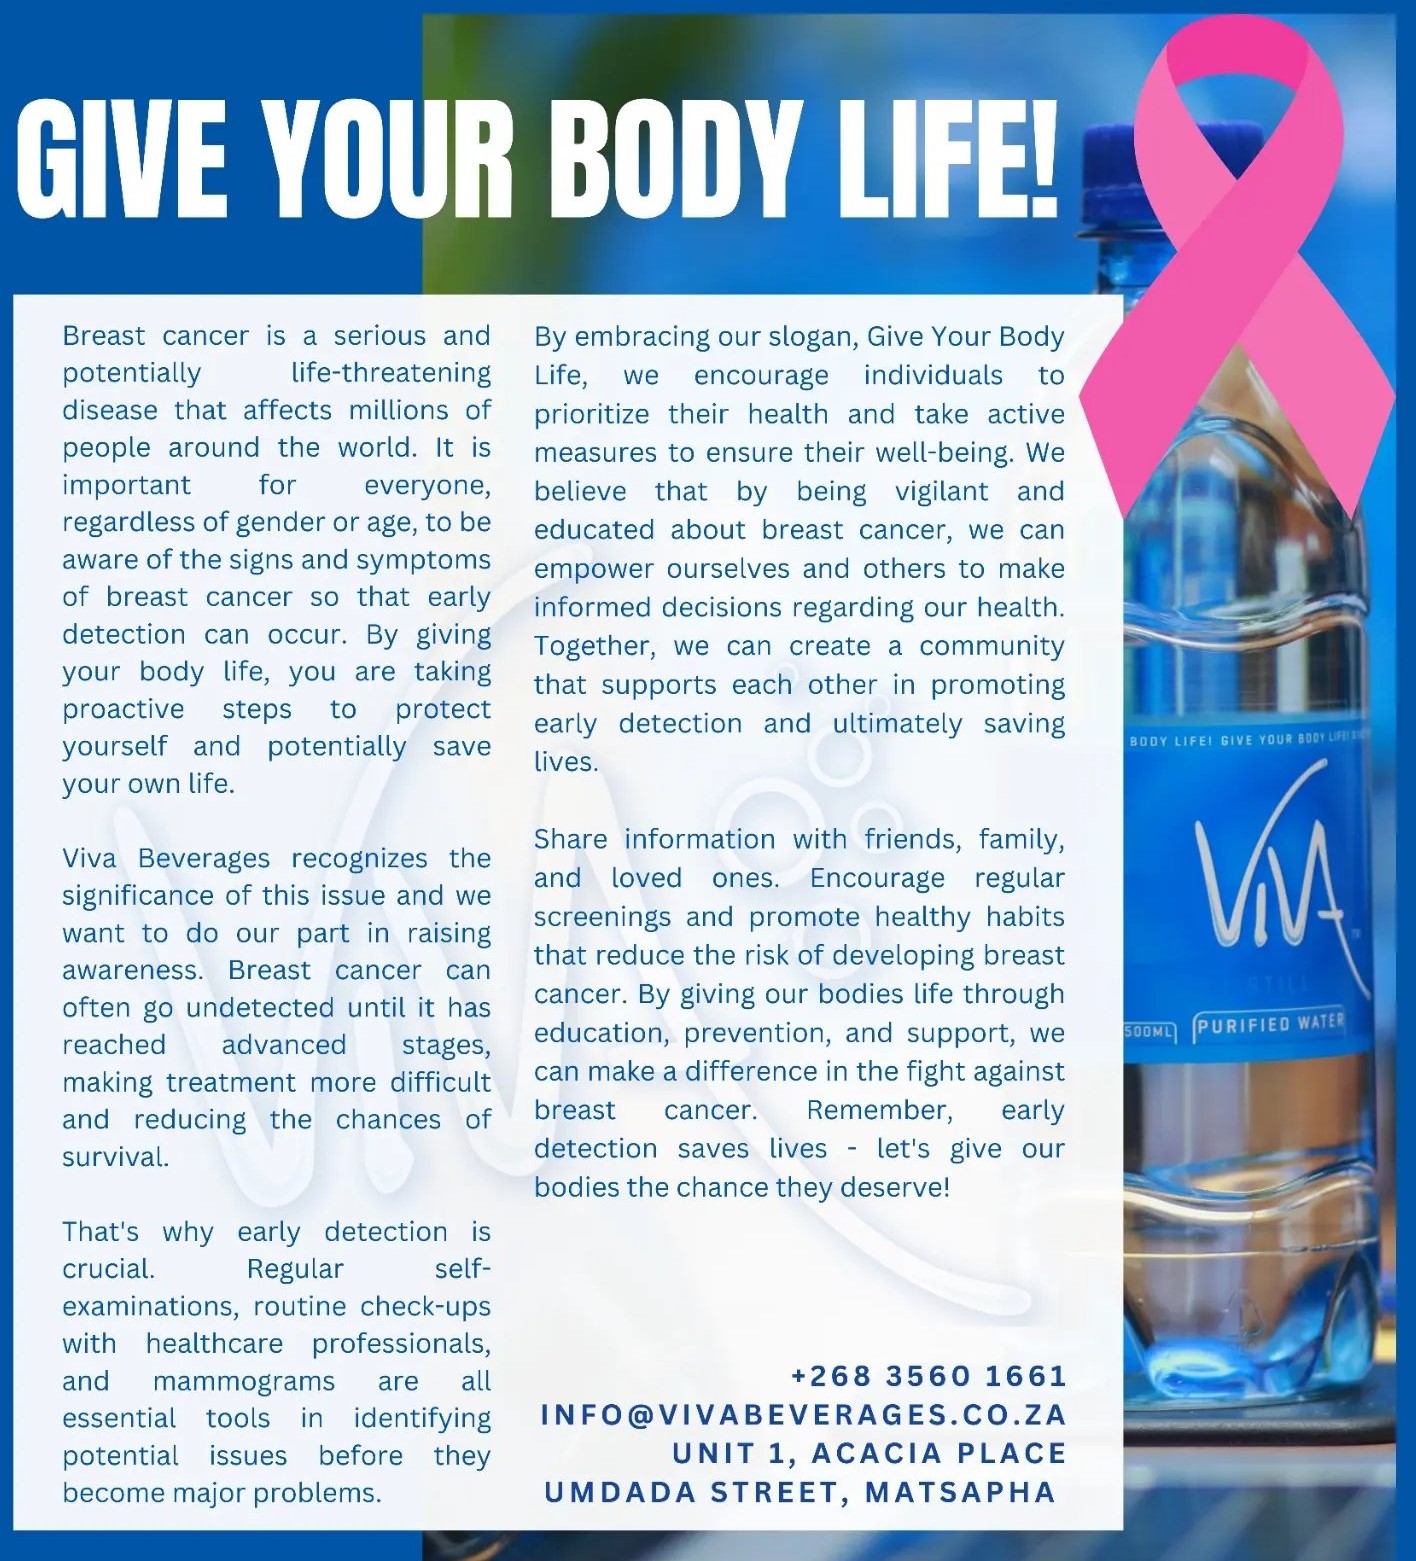 GIVE YOUR BODY LIFE!
Breast cancer is a serious and
potentially life-threatening
disease that affects millions of
people around the world. It is
important for everyone,
regardless of gender or age, to be
aware of the signs and symptoms
of breast cancer so that early
detection can occur. By giving
your body life, you are taking
proactive steps to protect
yourself and potentially save
your own life.
Viva Beverages recognizes the
significance of this issue and we
want to do our part in raising
awareness. Breast cancer can
often go undetected until it has
reached advanced stages,
making treatment more difficult
and reducing the chances of
survival.
That's why early detection is
crucial. Regular self-
examinations, routine check-ups
with healthcare professionals,
and mammograms are all
essential tools in identifying
potential issues before they
become major problems.
By embracing our slogan, Give Your Body
Life, we encourage individuals to
prioritize their health and take active
measures to ensure their well-being. We
believe that by being vigilant and
educated about breast cancer, we can
empower ourselves and others to make
informed decisions regarding our health.
Together, we can create a community
that supports each other in promoting
early detection and ultimately saving
lives.
Share information with friends, family,
and loved ones. Encourage regular
screenings and promote healthy habits
that reduce the risk of developing breast
cancer. By giving our bodies life through
education, prevention, and support, we
can make a difference in the fight against
breast cancer. Remember, early
detection saves lives - let's give our
bodies the chance they deserve!
+268 3560 1661
INFO@VIVABEVERAGES.CO.ZA
UNIT 1, ACACIA PLACE
UMDADA STREET, MATSAPHA
BODY LIFE! GIVE YOUR BODY LIFE!
VIVA
STILL
500ML
PURIFIED WATER
VIVA